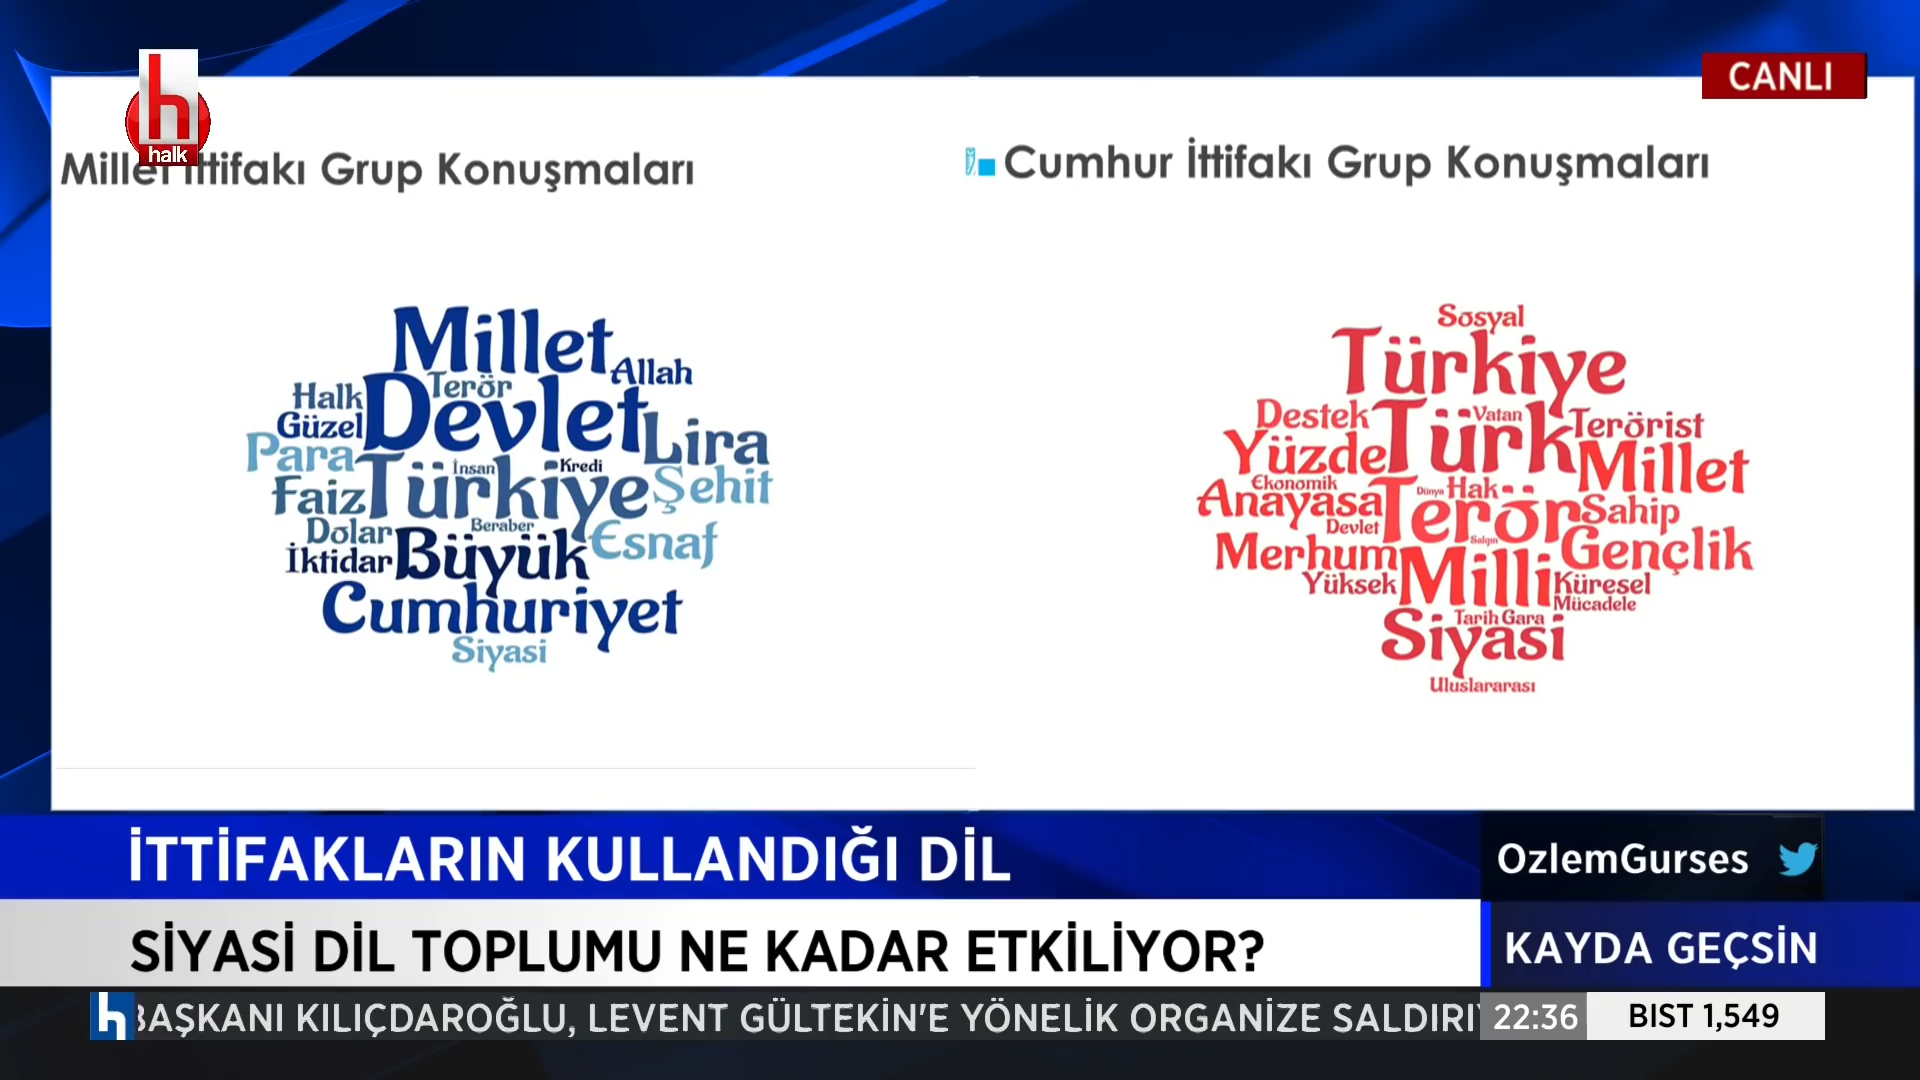 CANLI
h
halk
Millet İttifakı Grup Konuşmaları
Millet
Allah
Terör
Halk
Devlet
Güzel
Lira
Para
İnsan
Kredi
Türkiye
Şehit
Faiz
Dolar
Beraber
Esnaf
İktidar
Büyük
Cumhuriyet
Siyasi
Cumhur İttifakı Grup Konuşmaları
Sosyal
Türkiye
Destek
Vatan
Terörist
Yüzde
Türk
Millet
Ekonomik
Dünya
Hak
Anayasa
Terör
Sahip
Devlet
Salgın
Merhum
Gençlik
Yüksek
Milli
Küresel
Mücadele
Tarih
Gara
Siyasi
Uluslararası
İTTİFAKLARIN KULLANDIĞI DİL
OzlemGurses
SİYASİ DİL TOPLUMU NE KADAR ETKİLİYOR?
KAYDA GEÇSİN
h
BAŞKANI KILIÇDAROĞLU, LEVENT GÜLTEKİN'E YÖNELİK ORGANİZE SALDIRI
22:36
BIST 1,549